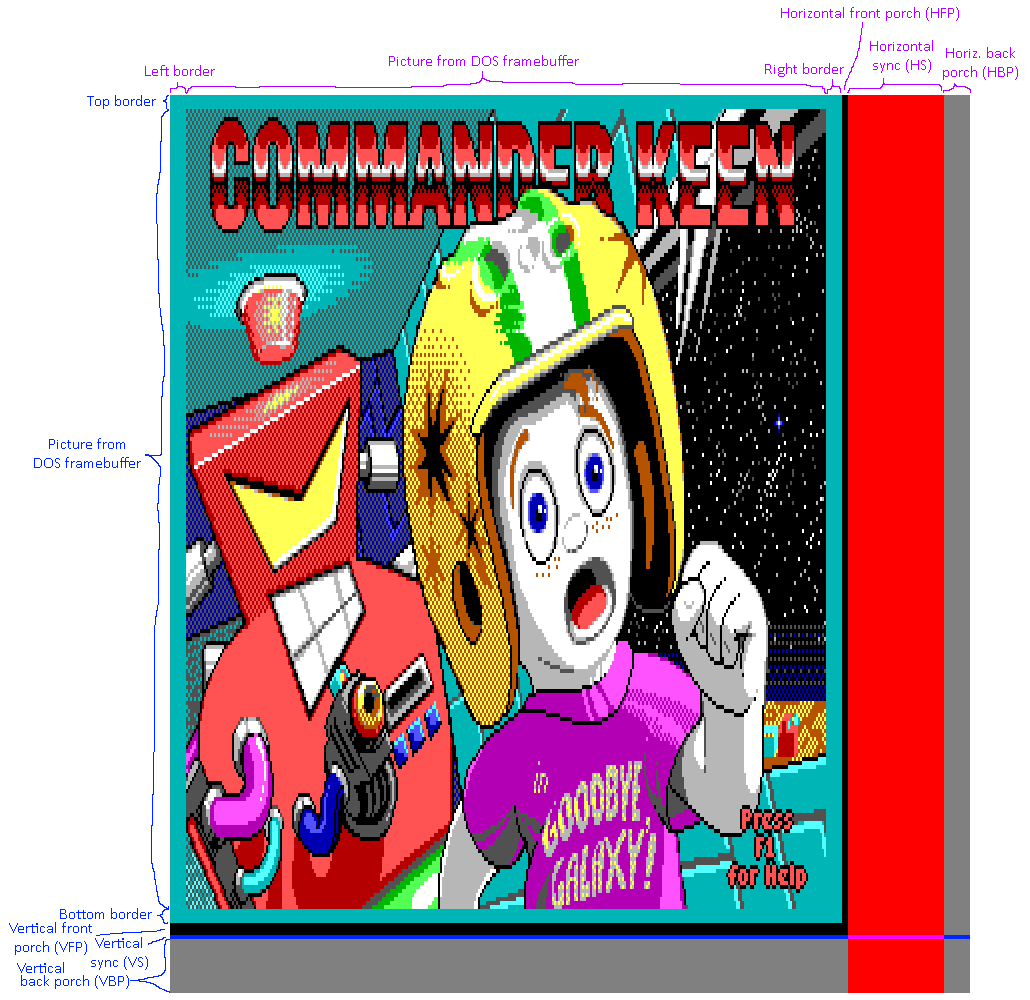 Horizontal front porch (HFP)
Horizontal
sync (HS)
Horiz. back
porch (HBP)
Picture from DOS framebuffer
Left border
Right border
Top border
COMMANDER KEEN
Picture from
DOS framebuffer
in
GOODBYE
GALAXY!
Press
F1
for Help
Bottom border
Vertical front
porch (VFP)
Vertical
sync (VS)
Vertical
back porch (VBP)